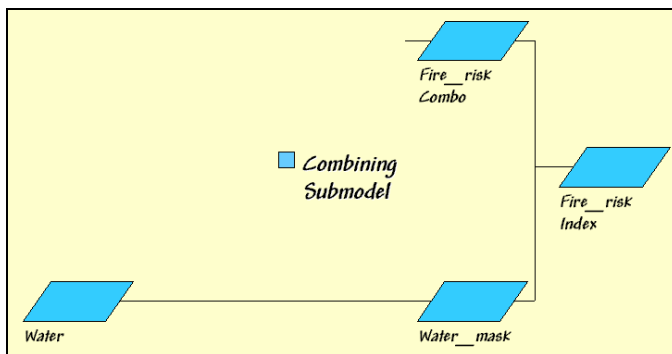 Fire__risk
Combo
Combining
Submodel
Fire__risk
Index
Water
Water__mask